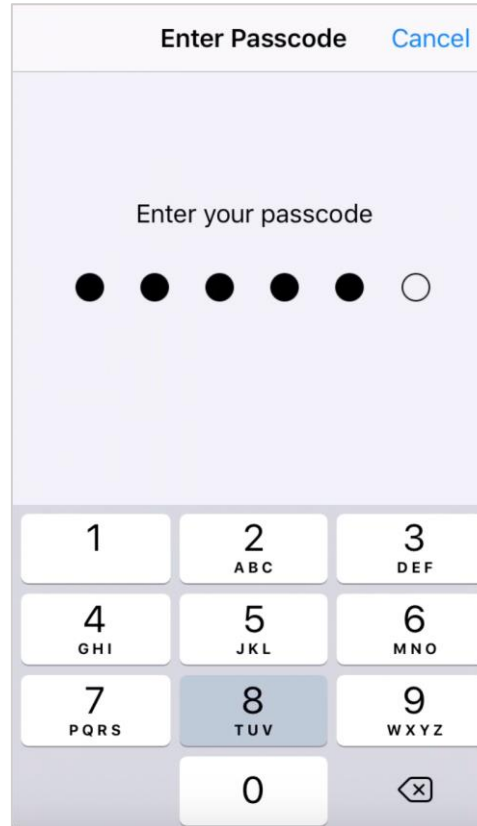 Enter Passcode Cancel
Enter your passcode
1 2 3
ABC DEF
4 5 6
GHI JKL MNO
7 8 9
PQRS TUV WXYZ
0